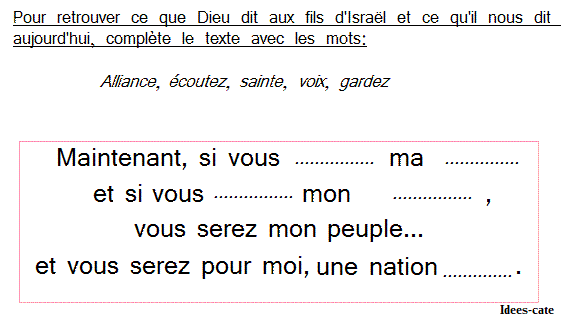 Pour retrouver ce que Dieu dit aux fils d'Israël et ce qu'il nous dit
aujourd'hui, complète le texte avec les mots:
Alliance, écoutez, sainte, voix, gardez
Maintenant, si vous ................ ma ...............
et si vous ................ mon ................ ,
vous serez mon peuple...
et vous serez pour moi, une nation .............. .
Idees-cate